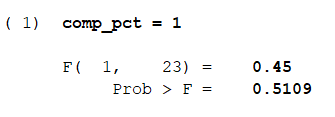 ( 1)  comp_pct = 1
F(  1,    23) =    0.45
Prob > F =    0.5109